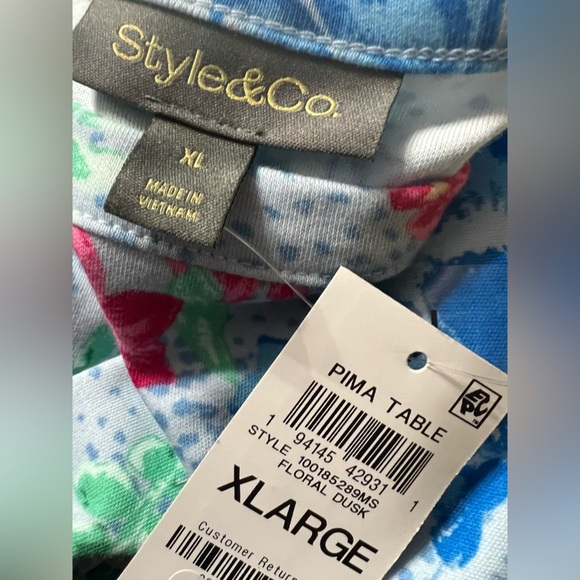 Style&Co.
XL
MADE IN
VIETNAM
PIMA TABLE
1 94145 42931 1
STYLE 100185289MS
FLORAL DUSK
XLARGE
Customer Return